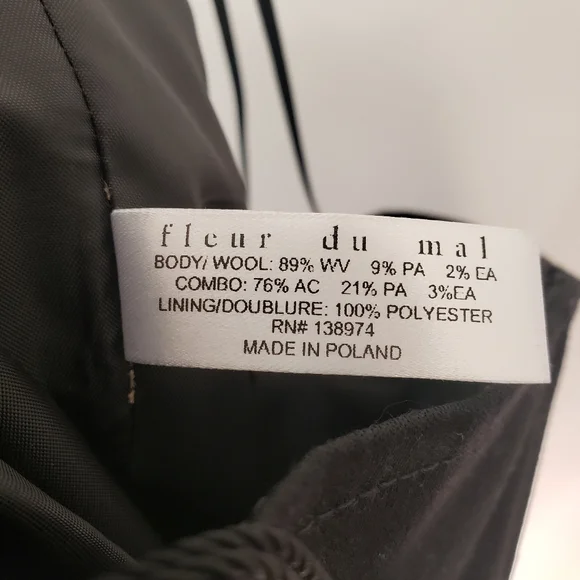 fleur du mal
BODY/ WOOL: 89% WV 9% PA 2% EA
COMBO: 76% AC 21% PA 3%EA
LINING/DOUBLURE: 100% POLYESTER
RN# 138974
MADE IN POLAND